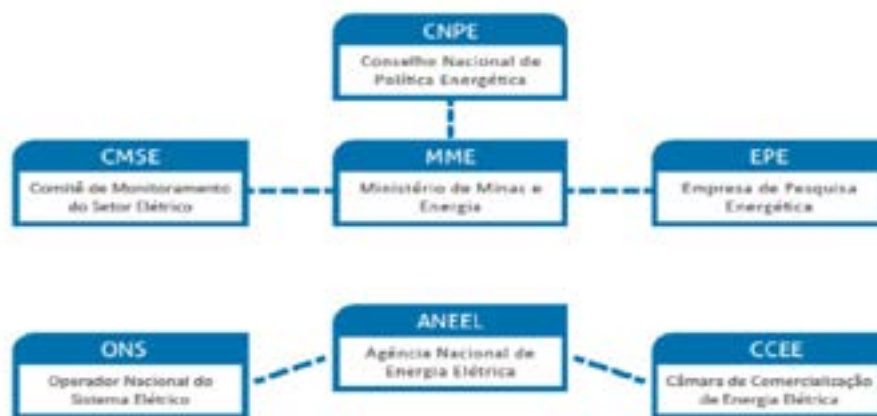 CNPE
Conselho Nacional de
Política Energética
CMSE
Comitê de Monitoramento
do Setor Elétrico
MME
Ministério de Minas e
Energia
EPE
Empresa de Pesquisa
Energética
ONS
Operador Nacional do
Sistema Elétrico
ANEEL
Agência Nacional de
Energia Elétrica
CCEE
Câmara de Comercialização
de Energia Elétrica